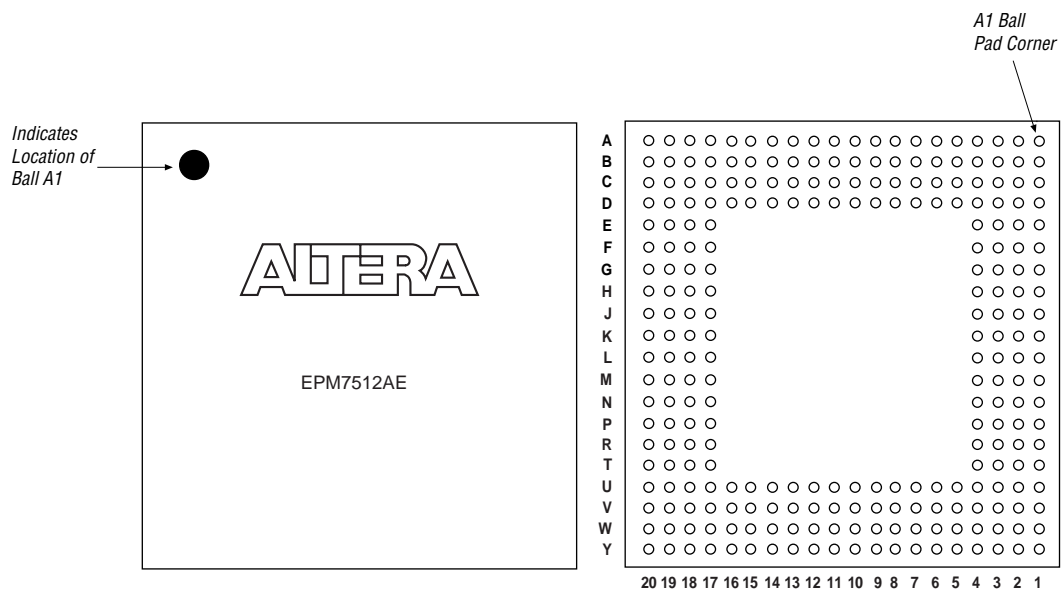 A1 Ball
Pad Corner
Indicates
Location of
Ball A1
ALTERA
EPM7512AE
A
B
C
D
E
F
G
H
J
K
L
M
N
P
R
T
U
V
W
Y
20 19 18 17 16 15 14 13 12 11 10 9 8 7 6 5 4 3 2 1